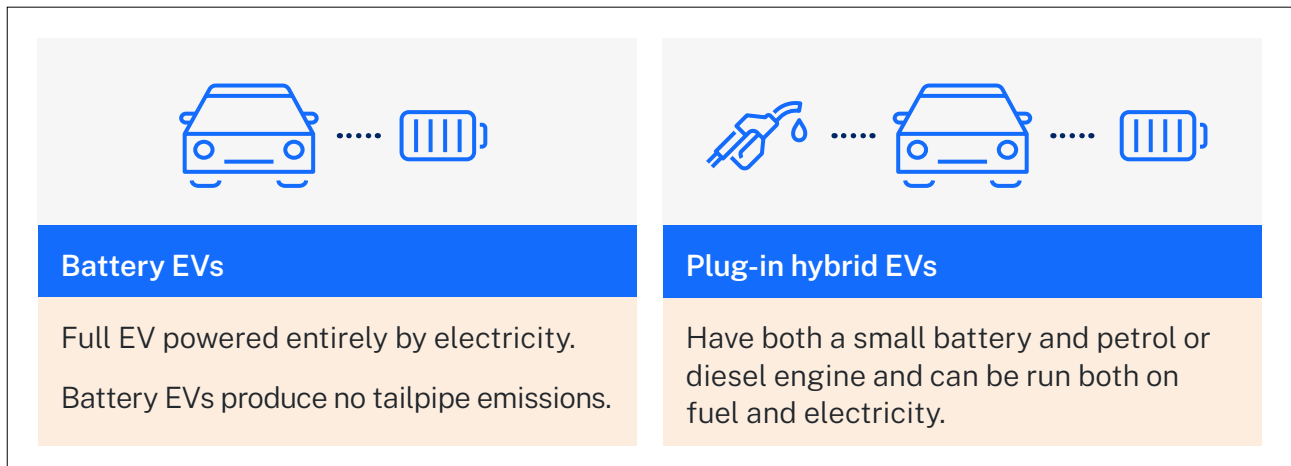 Battery EVs
Full EV powered entirely by electricity.
Battery EVs produce no tailpipe emissions.
Plug-in hybrid EVs
Have both a small battery and petrol or
diesel engine and can be run both on
fuel and electricity.